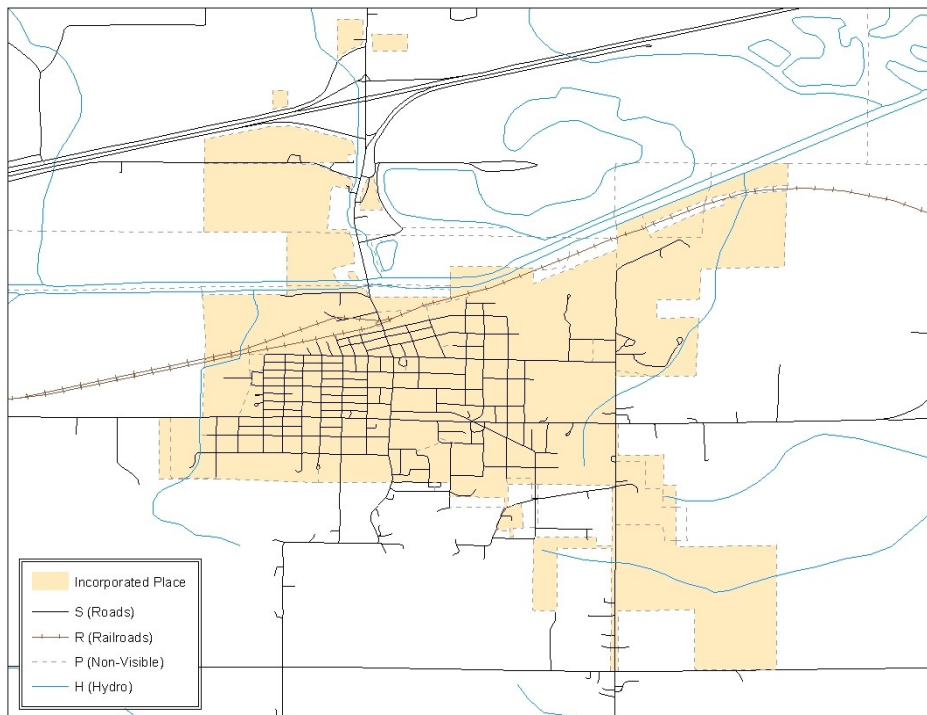 Incorporated Place
S (Roads)
R (Railroads)
P (Non-Visible)
H (Hydro)